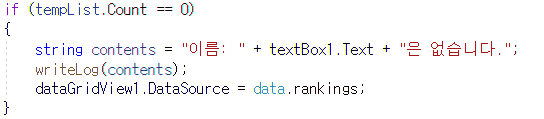 if (tempList.Count == 0)
{
string contents = "이름: " + textBox1.Text + "은 없습니다.";
writeLog(contents);
dataGridView1.DataSource = data.rankings;
}